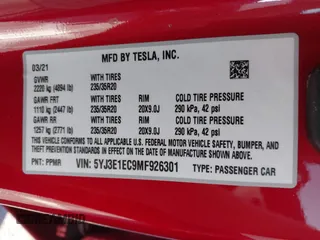 MFD BY TESLA, INC.
03/21
GVWR WITH TIRES
2220 kg (4894 lb) 235/35R20
GAWR FRT WITH TIRES RIM COLD TIRE PRESSURE
1110 kg (2447 lb) 235/35R20 20X9.0J 290 kPa, 42 psi
GAWR RR WITH TIRES RIM COLD TIRE PRESSURE
1257 kg (2771 lb) 235/35R20 20X9.0J 290 kPa, 42 psi
THIS VEHICLE CONFORMS TO ALL APPLICABLE U.S. FEDERAL MOTOR VEHICLE SAFETY, BUMPER, AND
THEFT PREVENTION STANDARDS IN EFFECT ON THE DATE OF MANUFACTURE SHOWN ABOVE.
PNT: PPMR VIN: 5YJ3E1EC9MF926301 TYPE: PASSENGER CAR